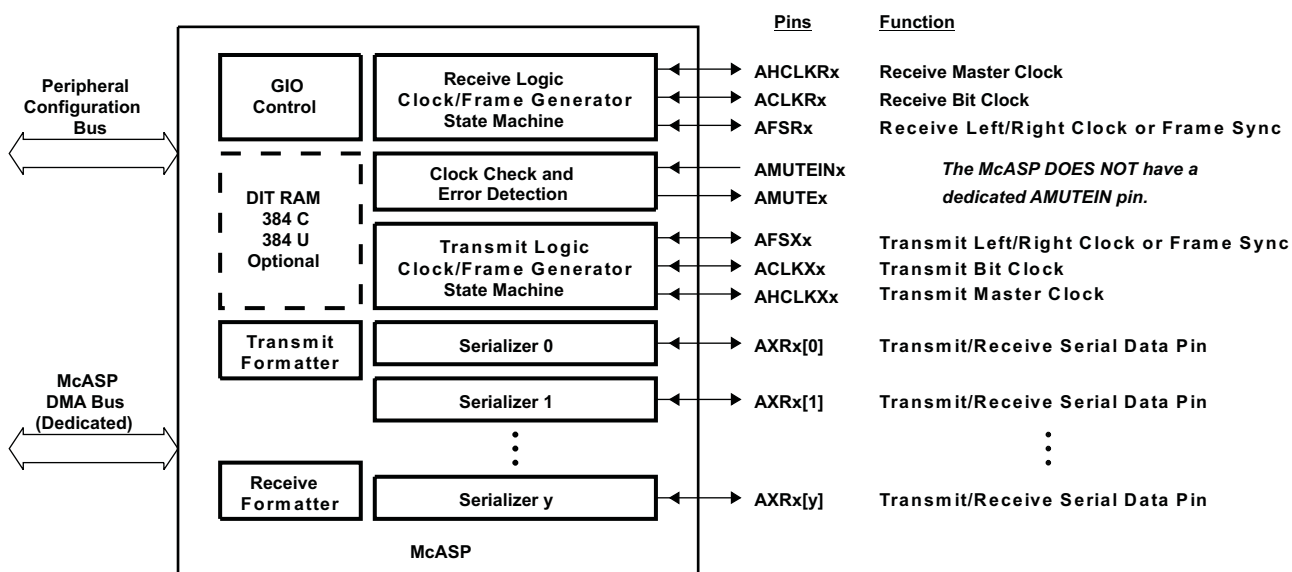 Pins Function
Peripheral
Configuration
Bus
GIO
Control
Receive Logic
Clock/Frame Generator
State Machine
AHCLKRx Receive Master Clock
ACLKRx Receive Bit Clock
AFSRx Receive Left/Right Clock or Frame Sync
DIT RAM
384 C
384 U
Optional
Clock Check and
Error Detection
AMUTEINx
AMUTEx
The McASP DOES NOT have a
dedicated AMUTEIN pin.
Transmit Logic
Clock/Frame Generator
State Machine
AFSXx Transmit Left/Right Clock or Frame Sync
ACLKXx Transmit Bit Clock
AHCLKXx Transmit Master Clock
Transmit
Formatter
Serializer 0
AXRx[0] Transmit/Receive Serial Data Pin
McASP
DMA Bus
(Dedicated)
Serializer 1
AXRx[1] Transmit/Receive Serial Data Pin
Receive
Formatter
Serializer y
AXRx[y] Transmit/Receive Serial Data Pin
McASP